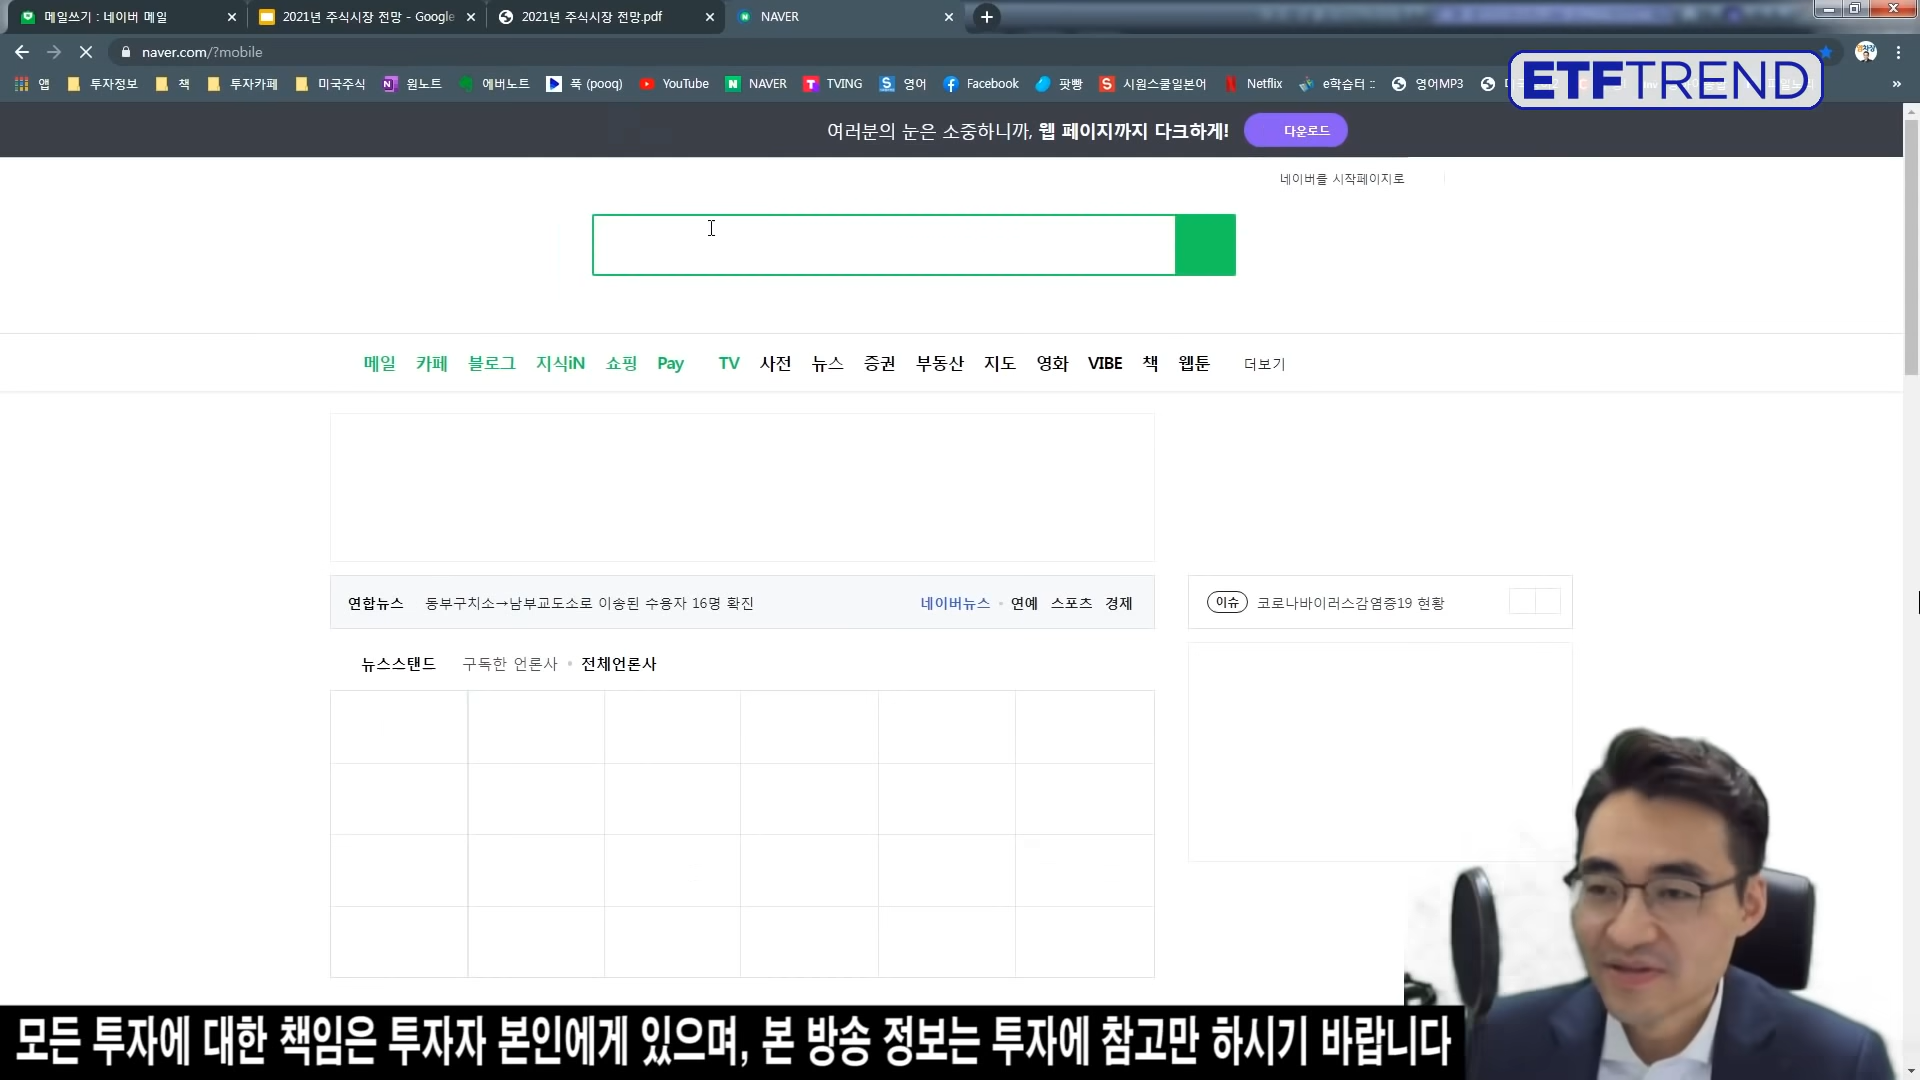 메일쓰기 : 네이버 메일
2021년 주식시장 전망 - Google
2021년 주식시장 전망.pdf
NAVER
naver.com/?mobile
앱 투자정보 책 투자카페 미국주식 원노트 에버노트 푹 (pooq) YouTube NAVER TVING 영어 Facebook 팟빵 시원스쿨일본어 Netflix e학습터 :: 영어MP3
ETFTREND
여러분의 눈은 소중하니까, 웹 페이지까지 다크하게! 다운로드
네이버를 시작페이지로
메일 카페 블로그 지식iN 쇼핑 Pay TV 사전 뉴스 증권 부동산 지도 영화 VIBE 책 웹툰 더보기
연합뉴스 동부구치소→남부교도소로 이송된 수용자 16명 확진 네이버뉴스 연예 스포츠 경제
이슈 코로나바이러스감염증19 현황
뉴스스탠드 구독한 언론사 전체언론사
모든 투자에 대한 책임은 투자자 본인에게 있으며, 본 방송 정보는 투자에 참고만 하시기 바랍니다